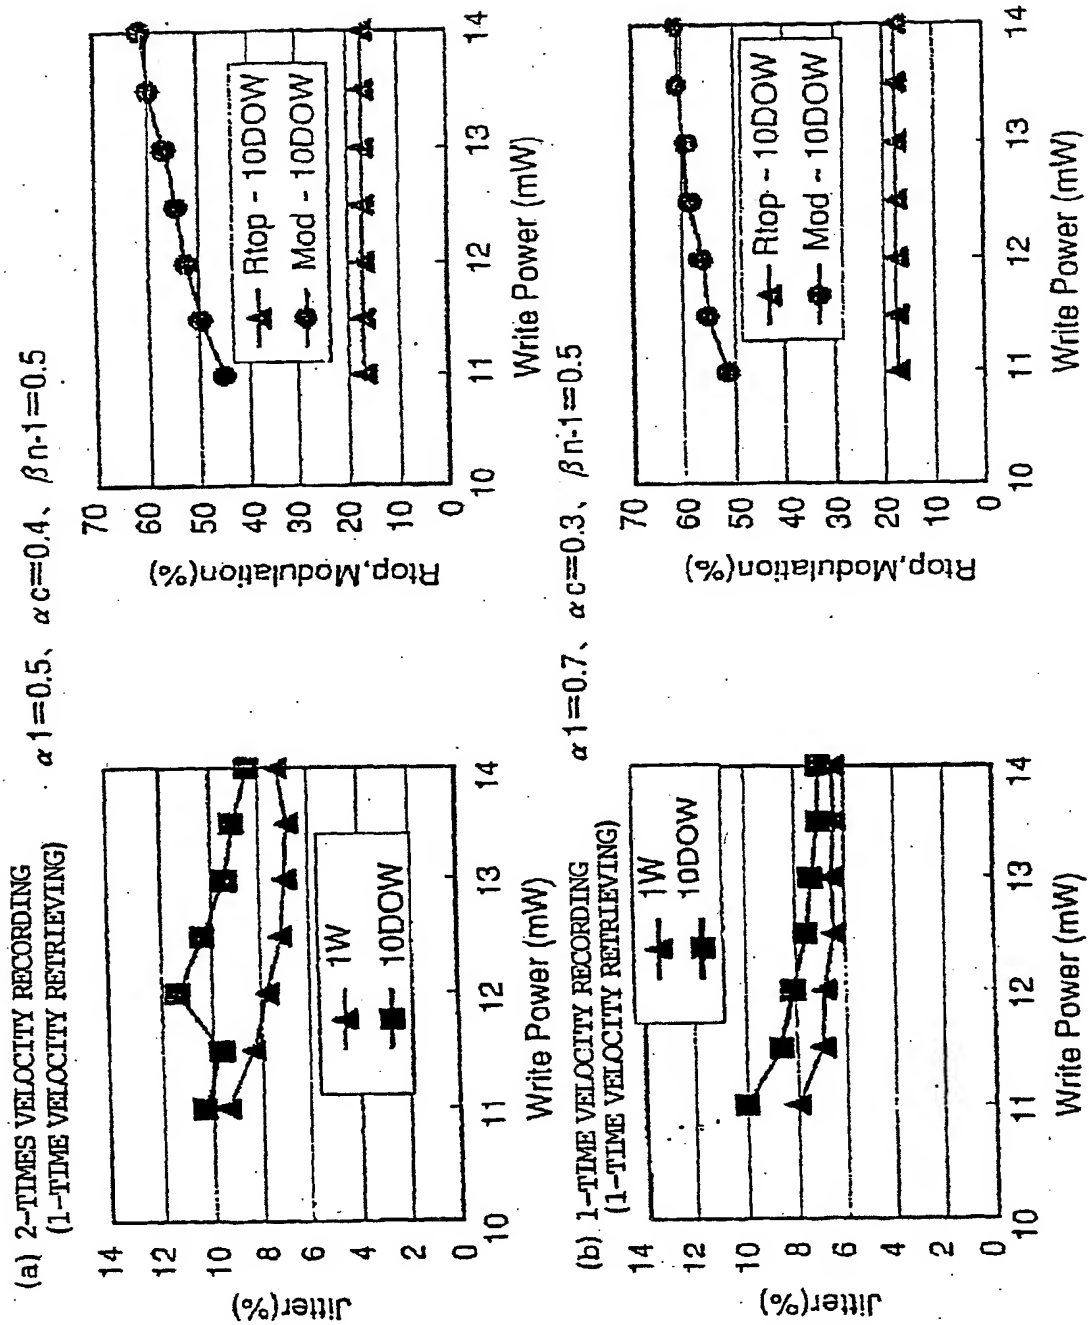 (a) 2-TIMES VELOCITY RECORDING
(1-TIME VELOCITY RETRIEVING)
α1=0.5、αc=0.4、βn-1=0.5
Jitter(%)
14
12
10
8
6
4
2
0
10
11
12
13
14
Write Power (mW)
1W
10DOW
Rtop,Modulation(%)
70
60
50
40
30
20
10
0
10
11
12
13
14
Write Power (mW)
Rtop - 10DOW
Mod - 10DOW
(b) 1-TIME VELOCITY RECORDING
(1-TIME VELOCITY RETRIEVING)
α1=0.7、αc=0.3、βn-1=0.5
Jitter(%)
14
12
10
8
6
4
2
0
10
11
12
13
14
Write Power (mW)
1W
10DOW
Rtop,Modulation(%)
70
60
50
40
30
20
10
0
10
11
12
13
14
Write Power (mW)
Rtop - 10DOW
Mod - 10DOW